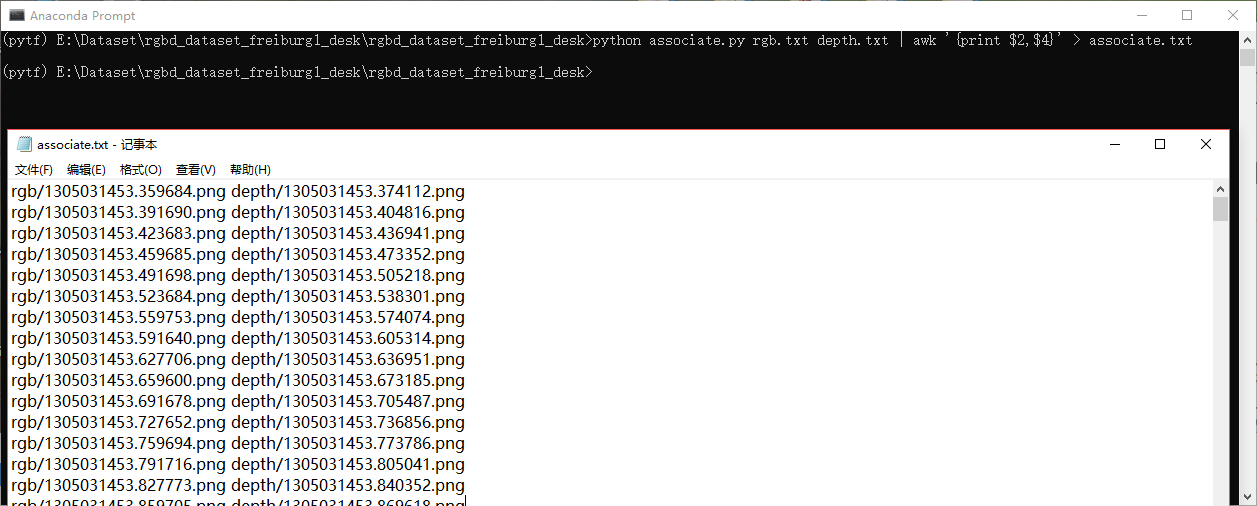 Anaconda Prompt
(pytf) E:\Dataset\rgbd_dataset_freiburg1_desk\rgbd_dataset_freiburg1_desk>python associate.py rgb.txt depth.txt | awk '{print $2,$4}' > associate.txt
(pytf) E:\Dataset\rgbd_dataset_freiburg1_desk\rgbd_dataset_freiburg1_desk>
associate.txt - 记事本
文件(F) 编辑(E) 格式(O) 查看(V) 帮助(H)
rgb/1305031453.359684.png depth/1305031453.374112.png
rgb/1305031453.391690.png depth/1305031453.404816.png
rgb/1305031453.423683.png depth/1305031453.436941.png
rgb/1305031453.459685.png depth/1305031453.473352.png
rgb/1305031453.491698.png depth/1305031453.505218.png
rgb/1305031453.523684.png depth/1305031453.538301.png
rgb/1305031453.559753.png depth/1305031453.574074.png
rgb/1305031453.591640.png depth/1305031453.605314.png
rgb/1305031453.627706.png depth/1305031453.636951.png
rgb/1305031453.659600.png depth/1305031453.673185.png
rgb/1305031453.691678.png depth/1305031453.705487.png
rgb/1305031453.727652.png depth/1305031453.736856.png
rgb/1305031453.759694.png depth/1305031453.773786.png
rgb/1305031453.791716.png depth/1305031453.805041.png
rgb/1305031453.827773.png depth/1305031453.840352.png
rgb/1305031453.859705.png depth/1305031453.869618.png